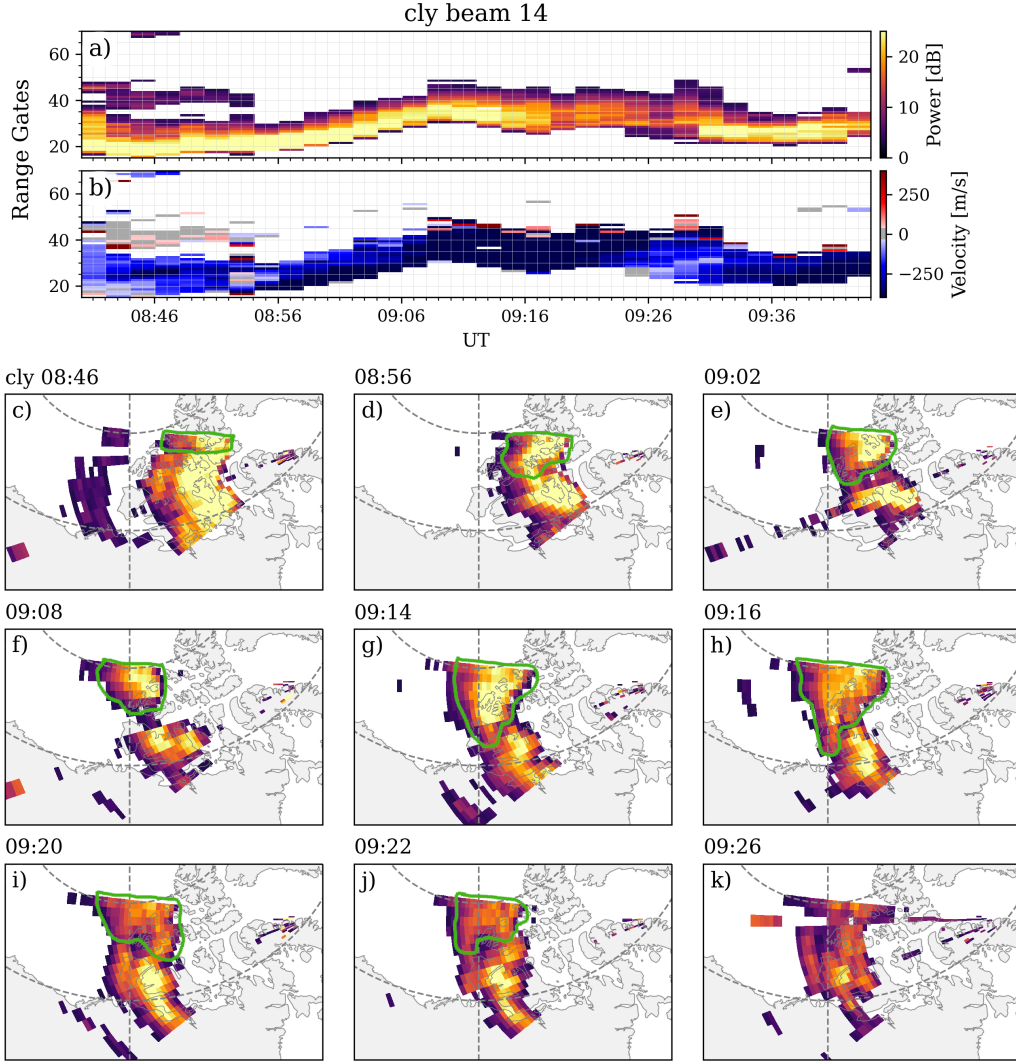 cly beam 14
a)
60
40
20
Range Gates
20
10
0
Power [dB]
b)
60
40
20
250
0
−250
Velocity [m/s]
08:46
08:56
09:06
09:16
09:26
09:36
UT
cly 08:46
08:56
09:02
c)
d)
e)
09:08
09:14
09:16
f)
g)
h)
09:20
09:22
09:26
i)
j)
k)